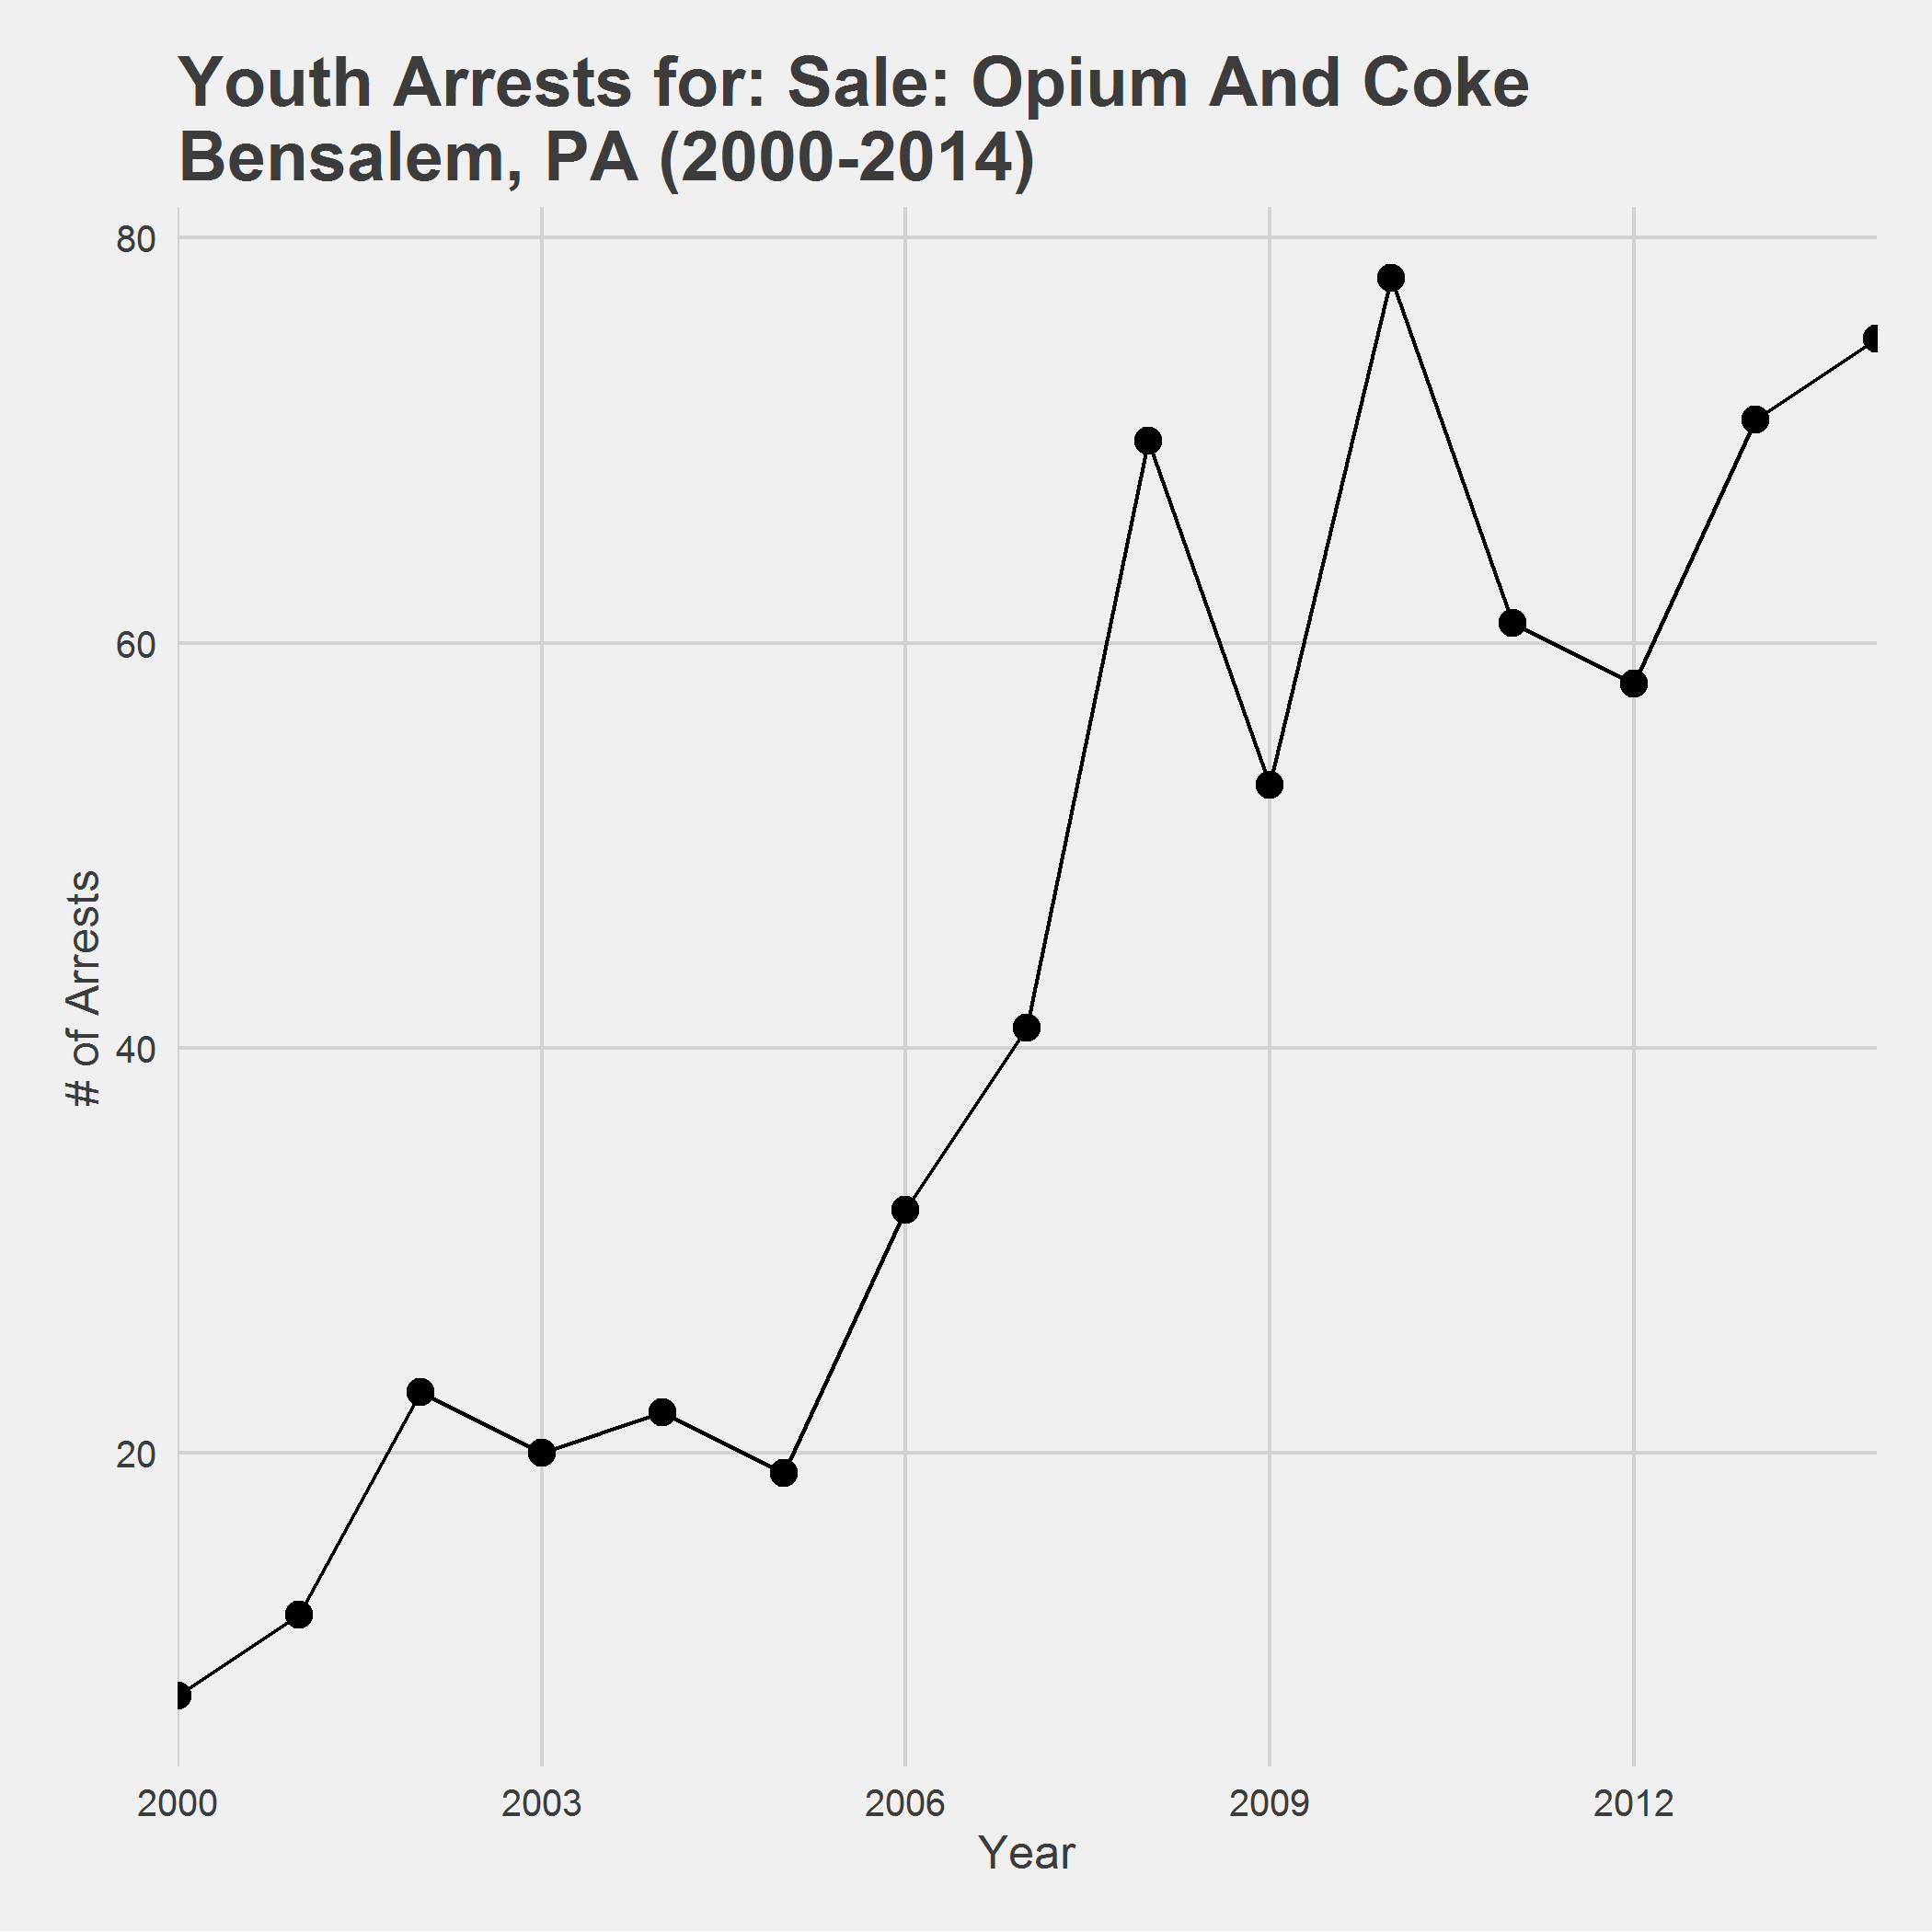 Youth Arrests for: Sale: Opium And Coke
Bensalem, PA (2000-2014)
80
60
40
20
# of Arrests
2000 2003 2006 2009 2012
Year